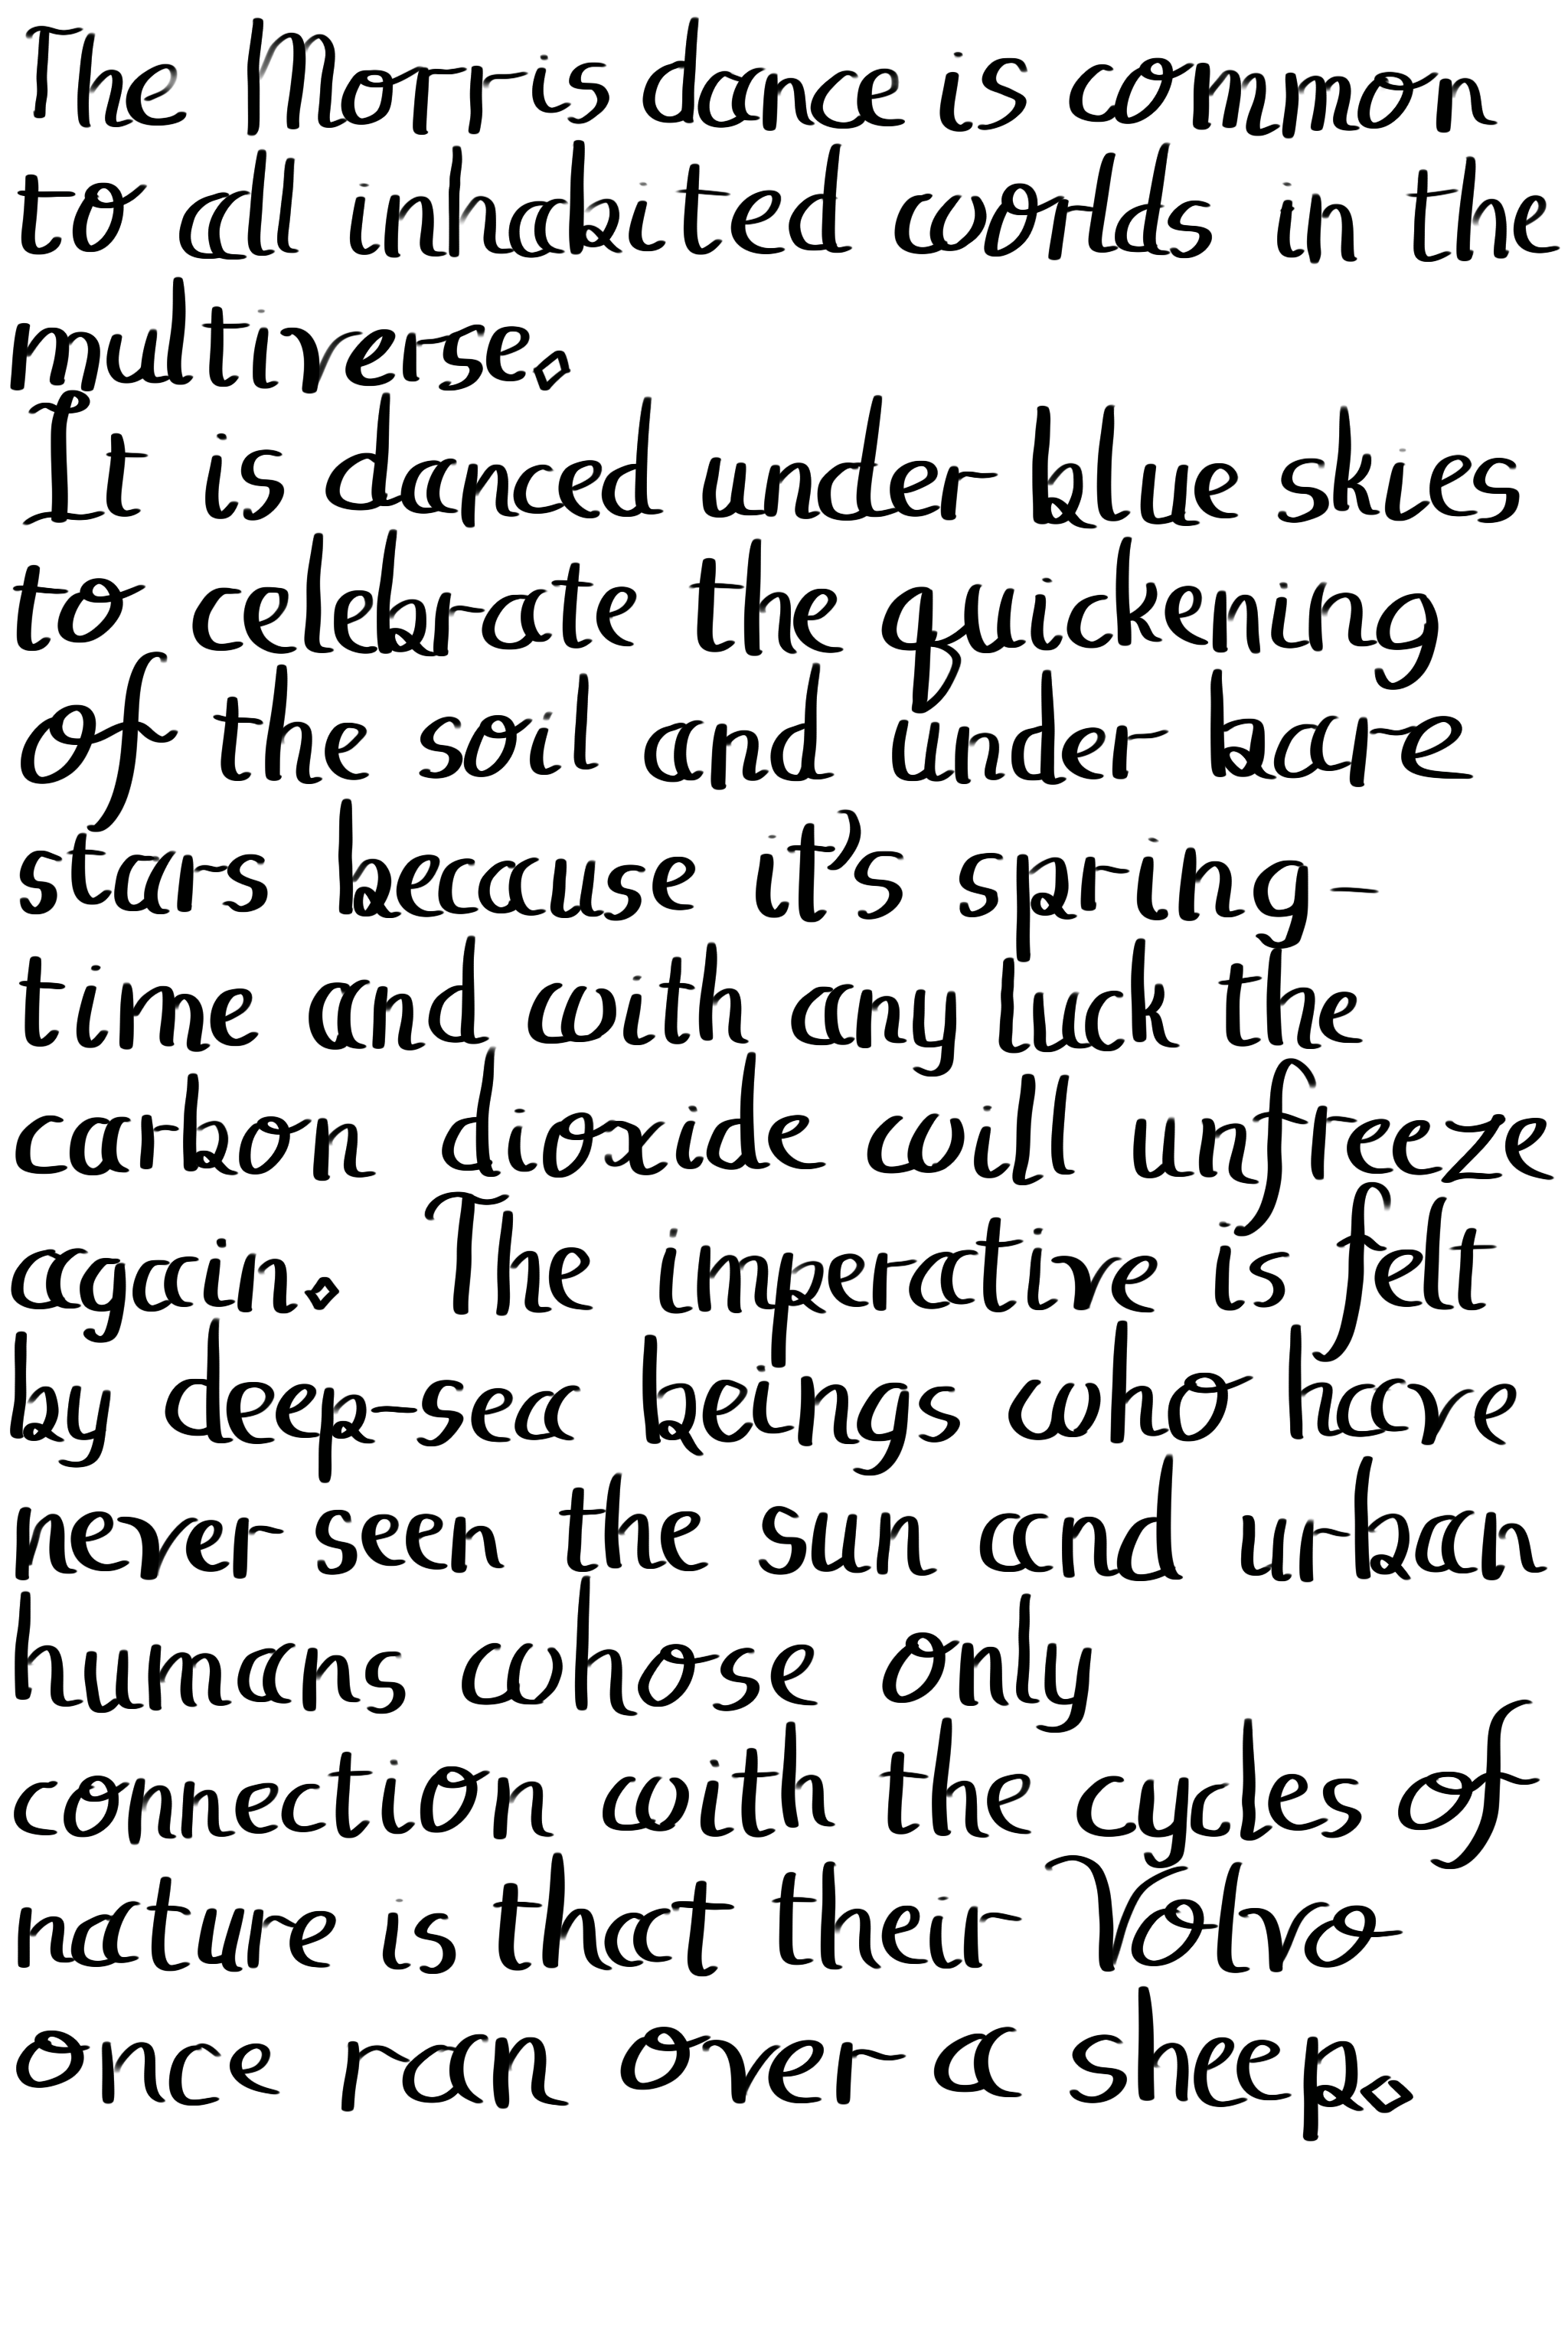 The Morris dance is common
to all inhabited worlds in the
multiverse.
It is danced under blue skies
to celebrate the quickening
of the soil and under bare
stars because it's spring-
time and with any luck the
carbon dioxide will unfreeze
again. The imperative is felt
by deep-sea beings who have
never seen the sun and urban
humans whose only
connection with the cycles of
nature is that their Volvo
once ran over a sheep.